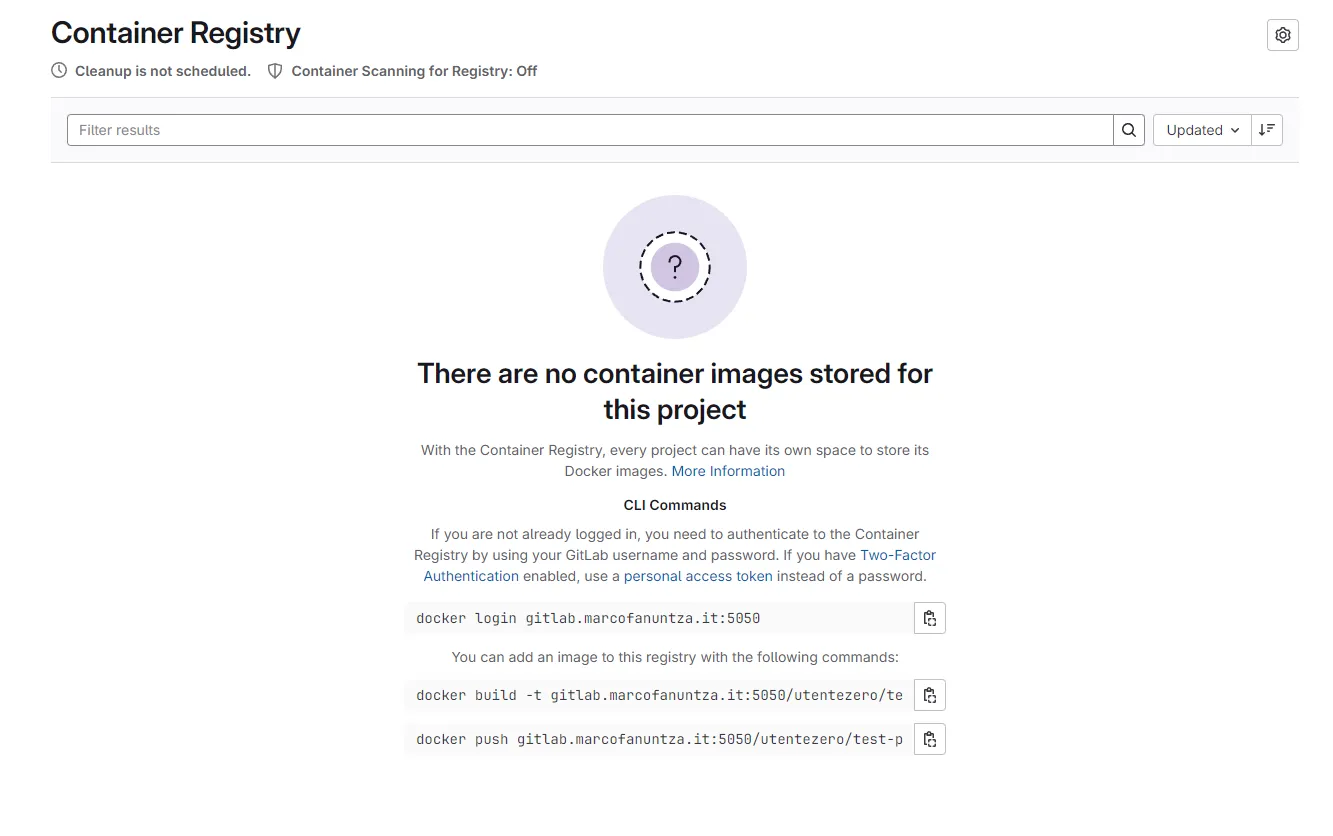 Container Registry
Cleanup is not scheduled. Container Scanning for Registry: Off
Filter results Updated
?
There are no container images stored for
this project
With the Container Registry, every project can have its own space to store its
Docker images. More Information
CLI Commands
If you are not already logged in, you need to authenticate to the Container
Registry by using your GitLab username and password. If you have Two-Factor
Authentication enabled, use a personal access token instead of a password.
docker login gitlab.marcofanuntza.it:5050
You can add an image to this registry with the following commands:
docker build -t gitlab.marcofanuntza.it:5050/utentezero/te
docker push gitlab.marcofanuntza.it:5050/utentezero/test-p